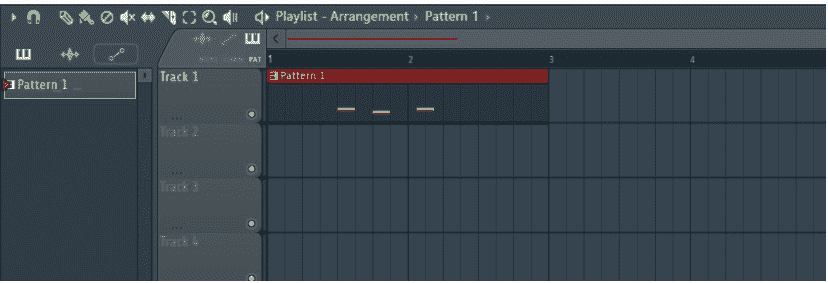 Playlist - Arrangement › Pattern 1 ›
PAT
1 2 3 4
Pattern 1
Track 1
Pattern 1
Track 2
Track 3
Track 4